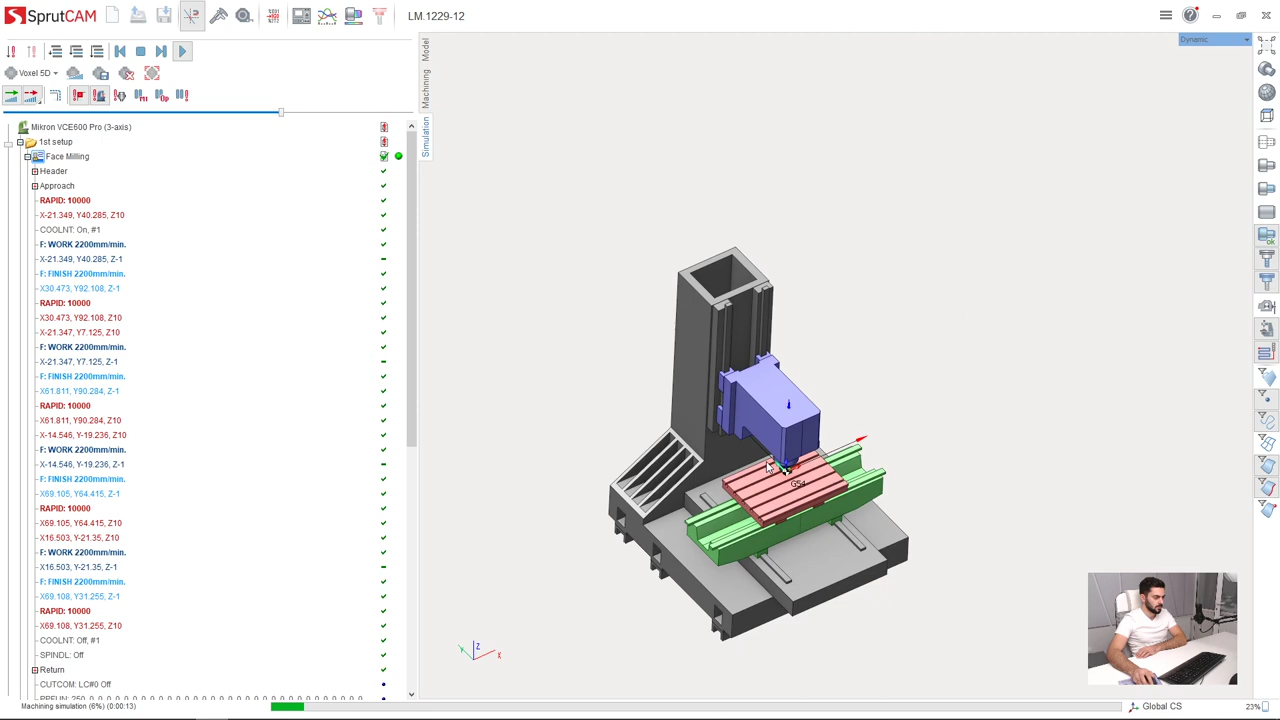 SprutCAM
LM.1229-12
Dynamic
Voxel 5D
Model
Machining
Simulation
Mikron VCE600 Pro (3-axis)
1st setup
Face Milling
Header
Approach
RAPID: 10000
X-21.349, Y40.285, Z10
COOLNT: On, #1
F: WORK 2200mm/min.
X-21.349, Y40.285, Z-1
F: FINISH 2200mm/min.
X30.473, Y92.108, Z-1
RAPID: 10000
X30.473, Y92.108, Z10
X-21.347, Y7.125, Z10
F: WORK 2200mm/min.
X-21.347, Y7.125, Z-1
F: FINISH 2200mm/min.
X61.811, Y90.284, Z-1
RAPID: 10000
X61.811, Y90.284, Z10
X-14.546, Y-19.236, Z10
F: WORK 2200mm/min.
X-14.546, Y-19.236, Z-1
F: FINISH 2200mm/min.
X69.105, Y64.415, Z-1
RAPID: 10000
X69.105, Y64.415, Z10
X16.503, Y-21.35, Z10
F: WORK 2200mm/min.
X16.503, Y-21.35, Z-1
F: FINISH 2200mm/min.
X69.108, Y31.255, Z-1
RAPID: 10000
X69.108, Y31.255, Z10
COOLNT: Off, #1
SPINDL: Off
Return
CUTCOM: LC#0 Off
G54
Z
Y
X
Machining simulation (6%) (0:00:13)
Global CS
23%